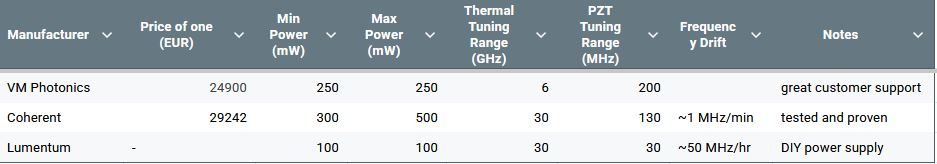 Manufacturer Price of one (EUR) Min Power (mW) Max Power (mW) Thermal Tuning Range (GHz) PZT Tuning Range (MHz) Frequenc y Drift Notes
VM Photonics 24900 250 250 6 200 great customer support
Coherent 29242 300 500 30 130 ~1 MHz/min tested and proven
Lumentum - 100 100 30 30 ~50 MHz/hr DIY power supply